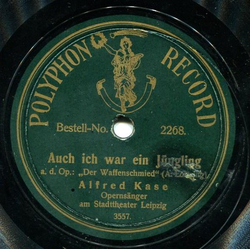 POLYPHON RECORD
Bestell-No. 2268.
Auch ich war ein Jüngling
a. d. Op.: „Der Waffenschmied" (A. Lortzing)
Alfred Kase
Opernsänger
am Stadttheater Leipzig
3557.